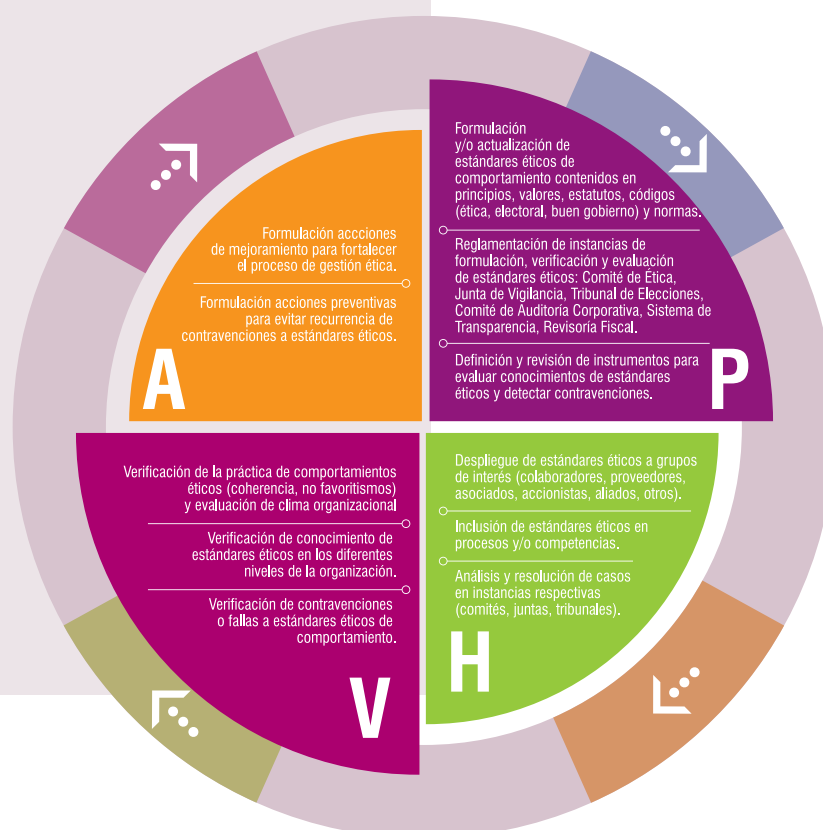 Formulación
y/o actualización de
estándares éticos de
comportamiento contenidos en
principios, valores, estatutos, códigos
(ética, electoral, buen gobierno) y normas.
Reglamentación de instancias de
formulación, verificación y evaluación
de estándares éticos: Comité de Ética,
Junta de Vigilancia, Tribunal de Elecciones,
Comité de Auditoría Corporativa, Sistema de
Transparencia, Revisoría Fiscal.
Definición y revisión de instrumentos para
evaluar conocimientos de estándares
éticos y detectar contravenciones.
P
Despliegue de estándares éticos a grupos
de interés (colaboradores, proveedores,
asociados, accionistas, aliados, otros).
Inclusión de estándares éticos en
procesos y/o competencias.
Análisis y resolución de casos
en instancias respectivas
(comités, juntas, tribunales).
H
Verificación de la práctica de comportamientos
éticos (coherencia, no favoritismos)
y evaluación de clima organizacional
Verificación de conocimiento de
estándares éticos en los diferentes
niveles de la organización.
Verificación de contravenciones
o fallas a estándares éticos de
comportamiento.
V
Formulación accciones
de mejoramiento para fortalecer
el proceso de gestión ética.
Formulación acciones preventivas
para evitar recurrencia de
contravenciones a estándares éticos.
A